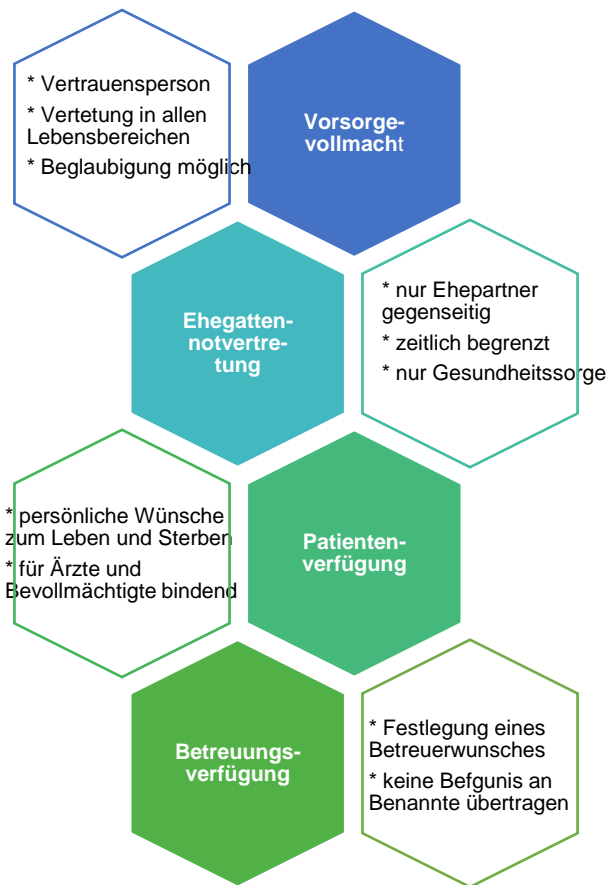 * Vertrauensperson
* Vertetung in allen
Lebensbereichen
* Beglaubigung möglich
Vorsorge-
vollmacht
Ehegatten-
notvertre-
tung
* nur Ehepartner
gegenseitig
* zeitlich begrenzt
* nur Gesundheitssorge
* persönliche Wünsche
zum Leben und Sterben
* für Ärzte und
Bevollmächtigte bindend
Patienten-
verfügung
Betreuungs-
verfügung
* Festlegung eines
Betreuerwunsches
* keine Befgunis an
Benannte übertragen